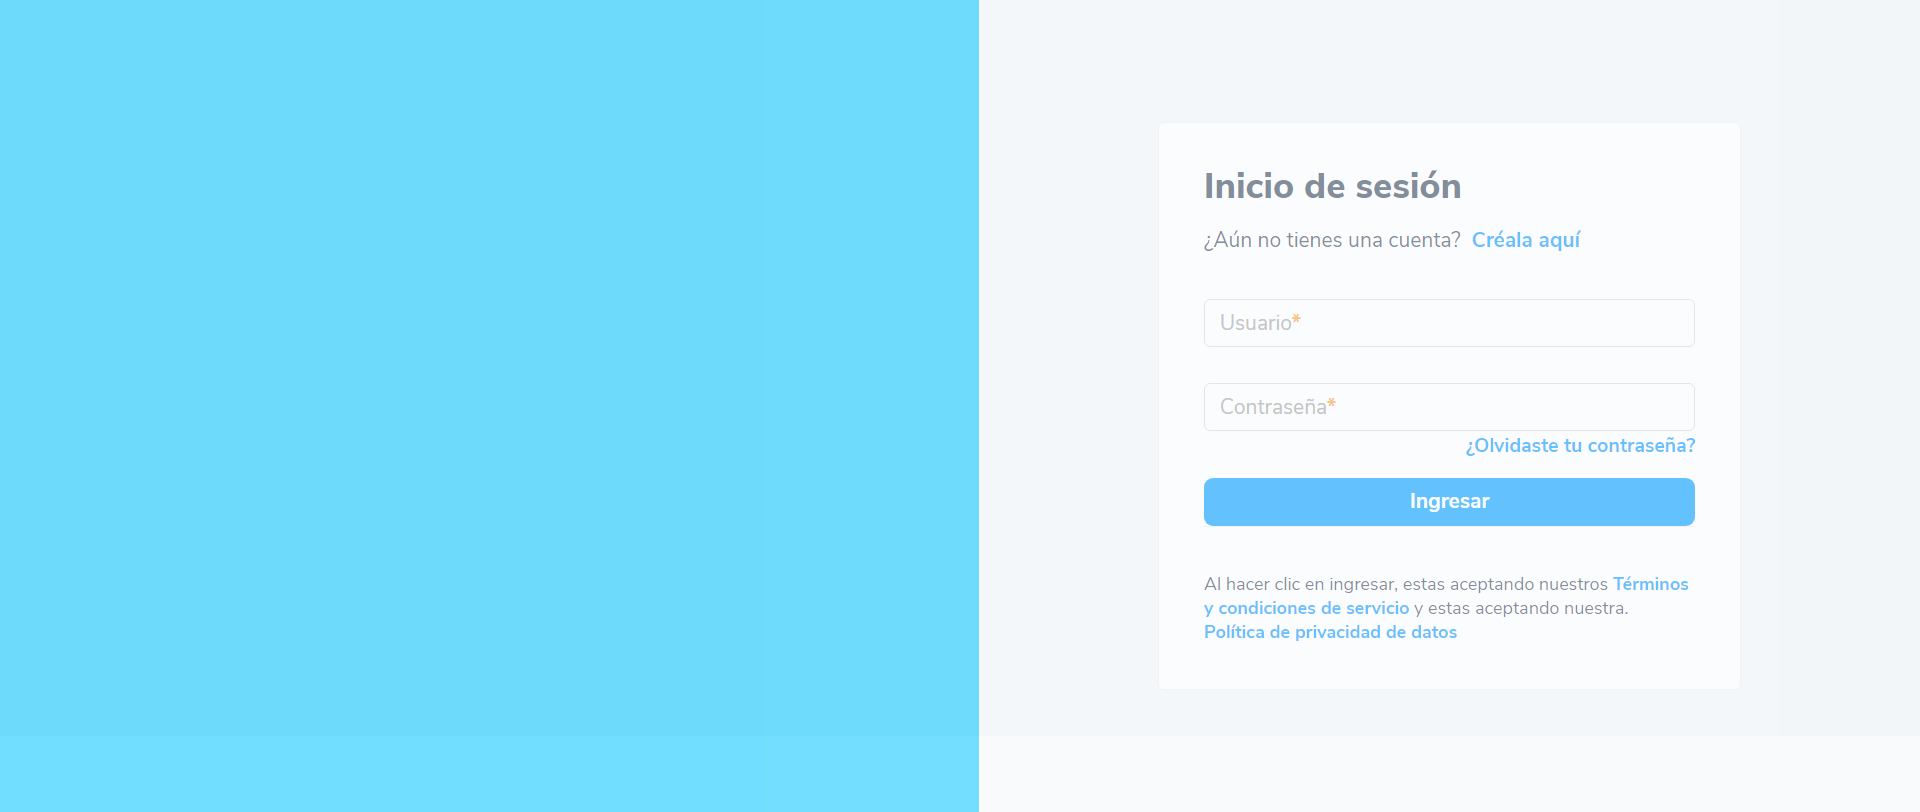 Inicio de sesión
¿Aún no tienes una cuenta? Créala aquí
Usuario*
Contraseña*
¿Olvidaste tu contraseña?
Ingresar
Al hacer clic en ingresar, estas aceptando nuestros Términos
y condiciones de servicio y estas aceptando nuestra.
Política de privacidad de datos